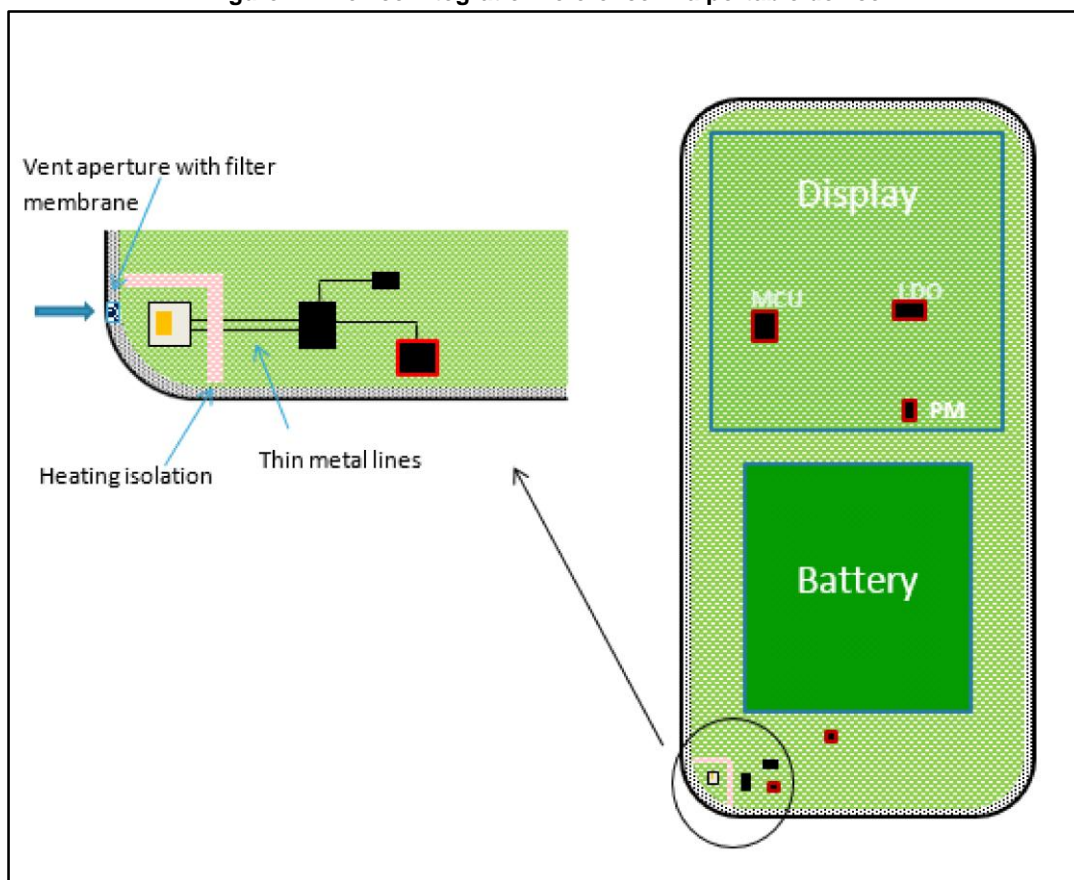 Vent aperture with filter
membrane
Heating isolation
Thin metal lines
Display
MCU
LDO
PM
Battery